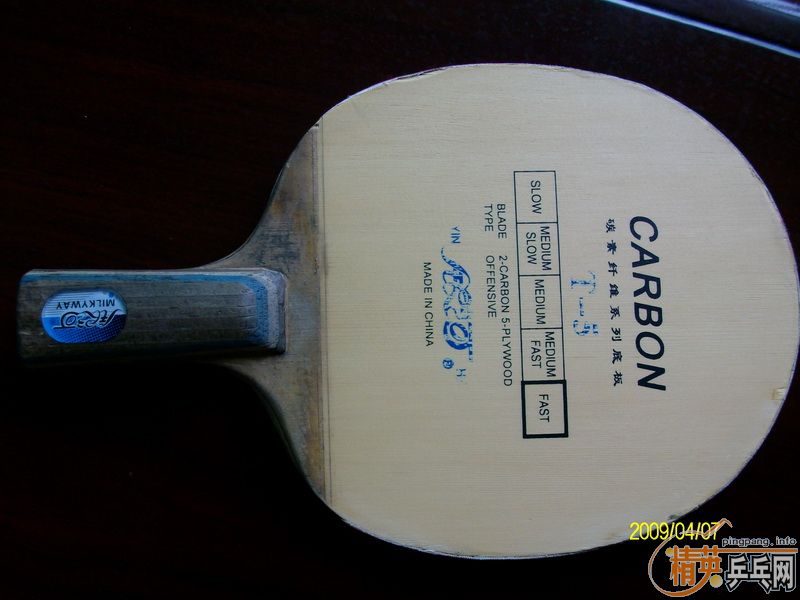 CARBON
碳素纤维系列底板
SLOW
MEDIUM SLOW
MEDIUM
MEDIUM FAST
FAST
BLADE 2-CARBON 5-PLYWOOD
TYPE OFFENSIVE
YIN
MADE IN CHINA
MILKYWAY
2009/04/07
pingpang.info
精英乒乓网